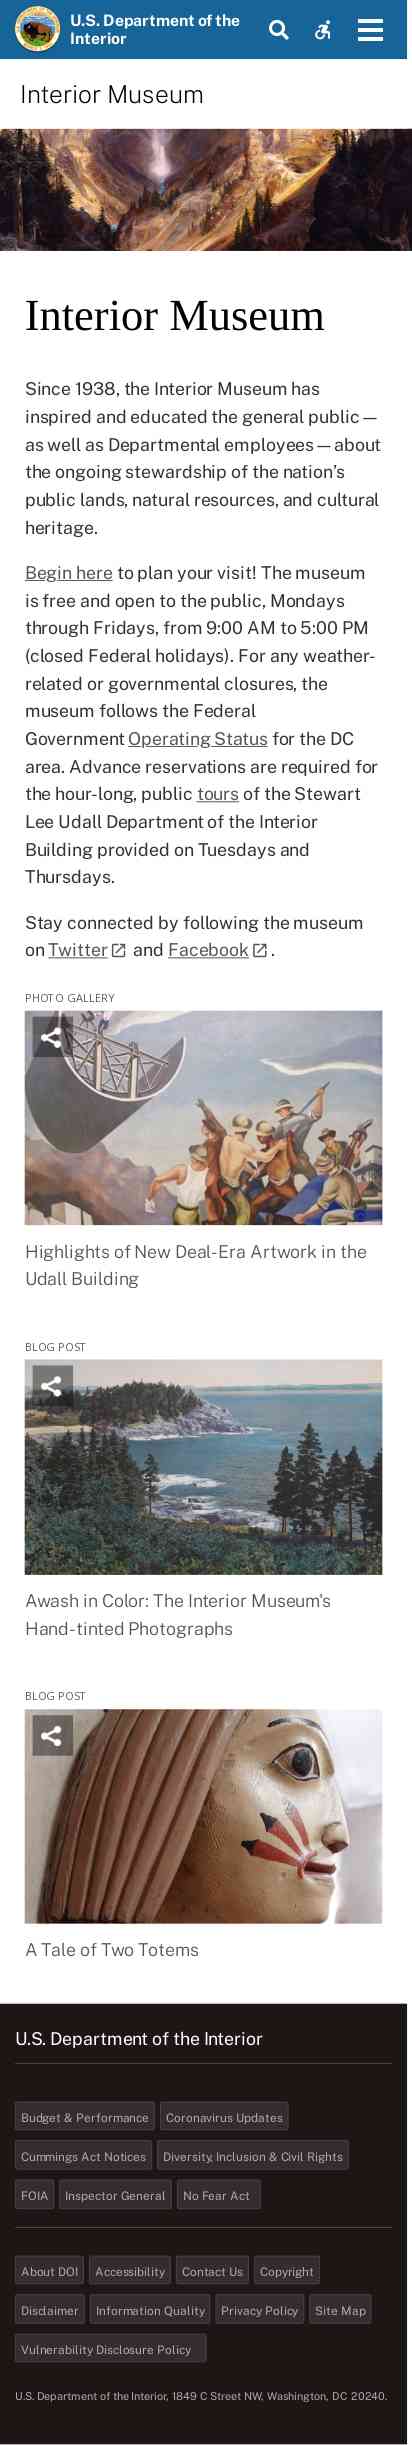 U.S. Department of the
Interior
Interior Museum
Interior Museum
Since 1938, the Interior Museum has
inspired and educated the general public—
as well as Departmental employees—about
the ongoing stewardship of the nation’s
public lands, natural resources, and cultural
heritage.
Begin here to plan your visit! The museum
is free and open to the public, Mondays
through Fridays, from 9:00 AM to 5:00 PM
(closed Federal holidays). For any weather-
related or governmental closures, the
museum follows the Federal
Government Operating Status for the DC
area. Advance reservations are required for
the hour-long, public tours of the Stewart
Lee Udall Department of the Interior
Building provided on Tuesdays and
Thursdays.
Stay connected by following the museum
on Twitter and Facebook.
PHOTO GALLERY
Highlights of New Deal-Era Artwork in the
Udall Building
BLOG POST
Awash in Color: The Interior Museum's
Hand-tinted Photographs
BLOG POST
A Tale of Two Totems
U.S. Department of the Interior
Budget & Performance Coronavirus Updates
Cummings Act Notices Diversity, Inclusion & Civil Rights
FOIA Inspector General No Fear Act
About DOI Accessibility Contact Us Copyright
Disclaimer Information Quality Privacy Policy Site Map
Vulnerability Disclosure Policy
U.S. Department of the Interior, 1849 C Street NW, Washington, DC 20240.